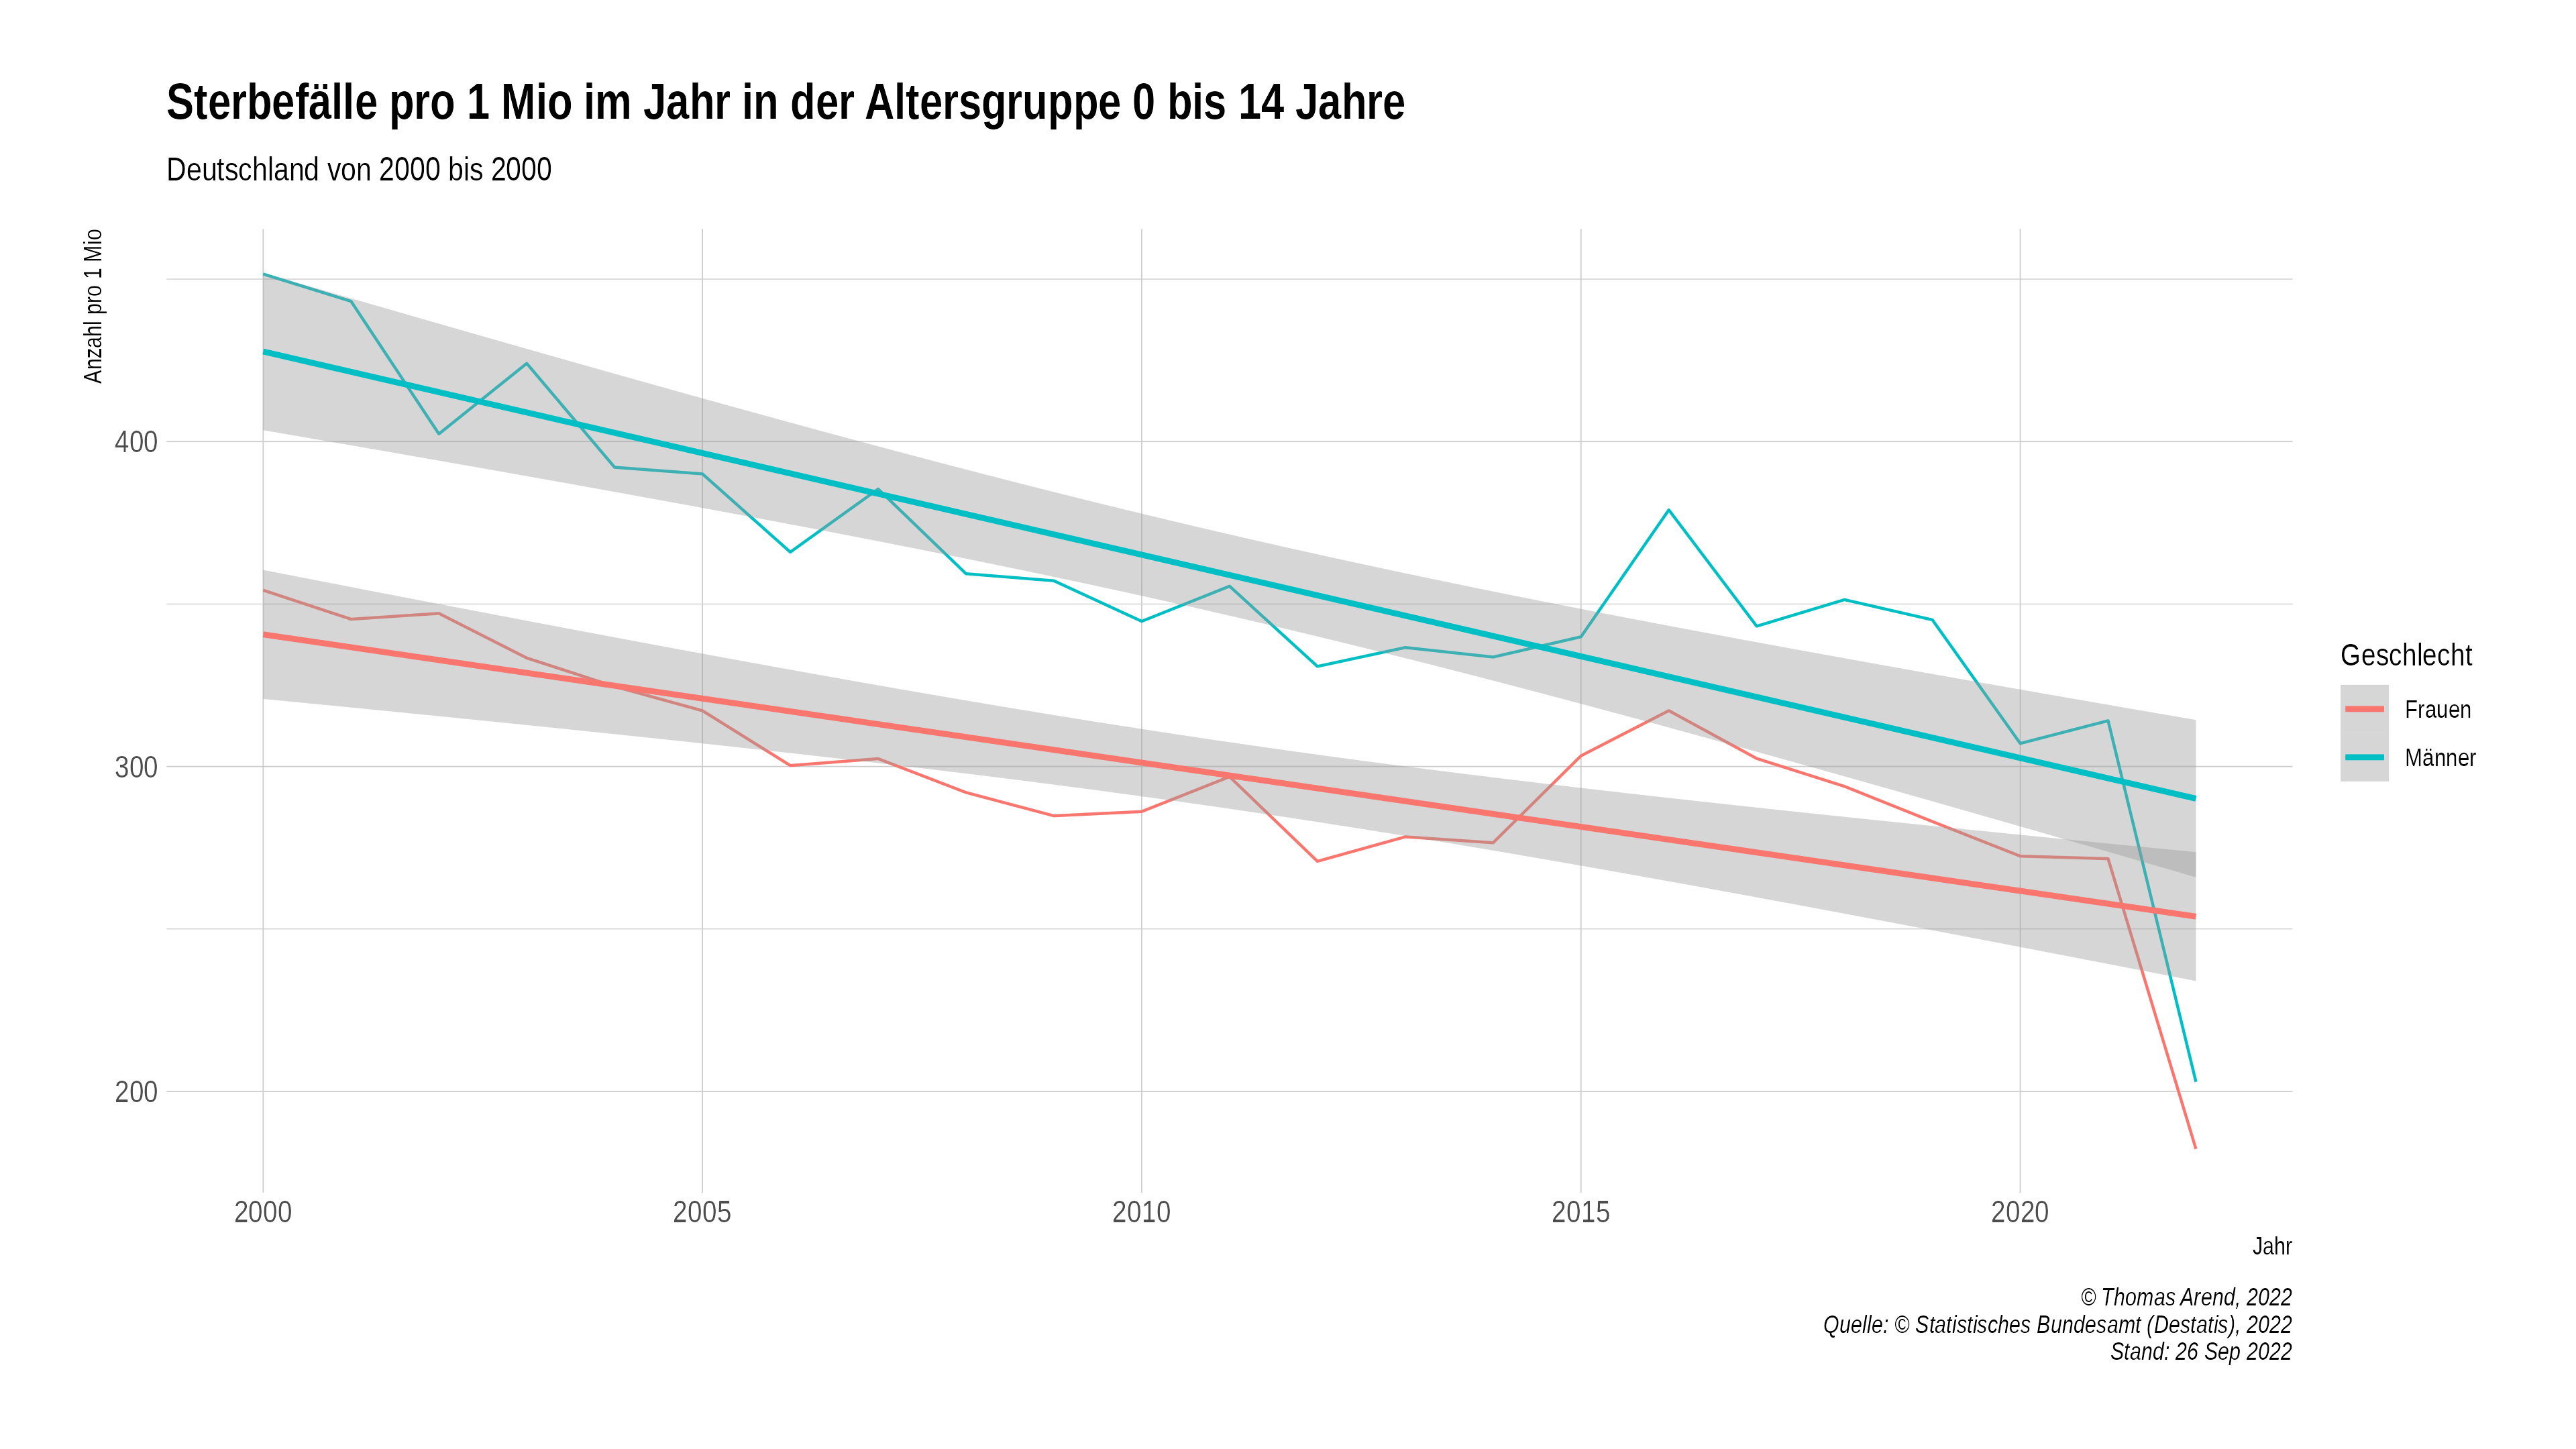 Sterbefälle pro 1 Mio im Jahr in der Altersgruppe 0 bis 14 Jahre
Deutschland von 2000 bis 2000
Anzahl pro 1 Mio
400
300
200
2000
2005
2010
2015
2020
Jahr
Geschlecht
Frauen
Männer
© Thomas Arend, 2022
Quelle: © Statistisches Bundesamt (Destatis), 2022
Stand: 26 Sep 2022